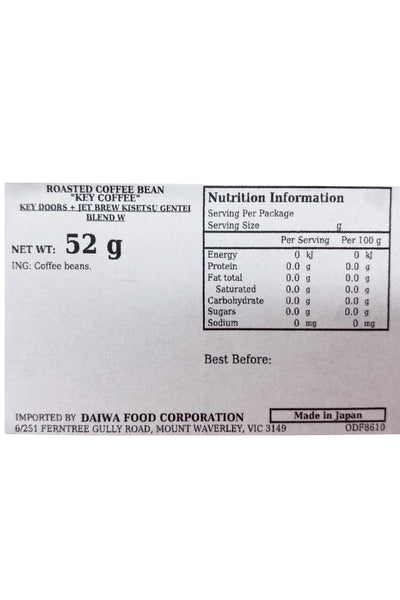 ROASTED COFFEE BEAN
"KEY COFFEE"
KEY DOORS + JET BREW KISETSU GENTEI
BLEND W
NET WT: 52 g
ING: Coffee beans.
Nutrition Information
Serving Per Package
Serving Size g
Per Serving Per 100 g
Energy 0 kJ 0 kJ
Protein 0.0 g 0.0 g
Fat total 0.0 g 0.0 g
Saturated 0.0 g 0.0 g
Carbohydrate 0.0 g 0.0 g
Sugars 0.0 g 0.0 g
Sodium 0 mg 0 mg
Best Before:
IMPORTED BY DAIWA FOOD CORPORATION
6/251 FERNTREE GULLY ROAD, MOUNT WAVERLEY, VIC 3149
Made in Japan
ODF8610